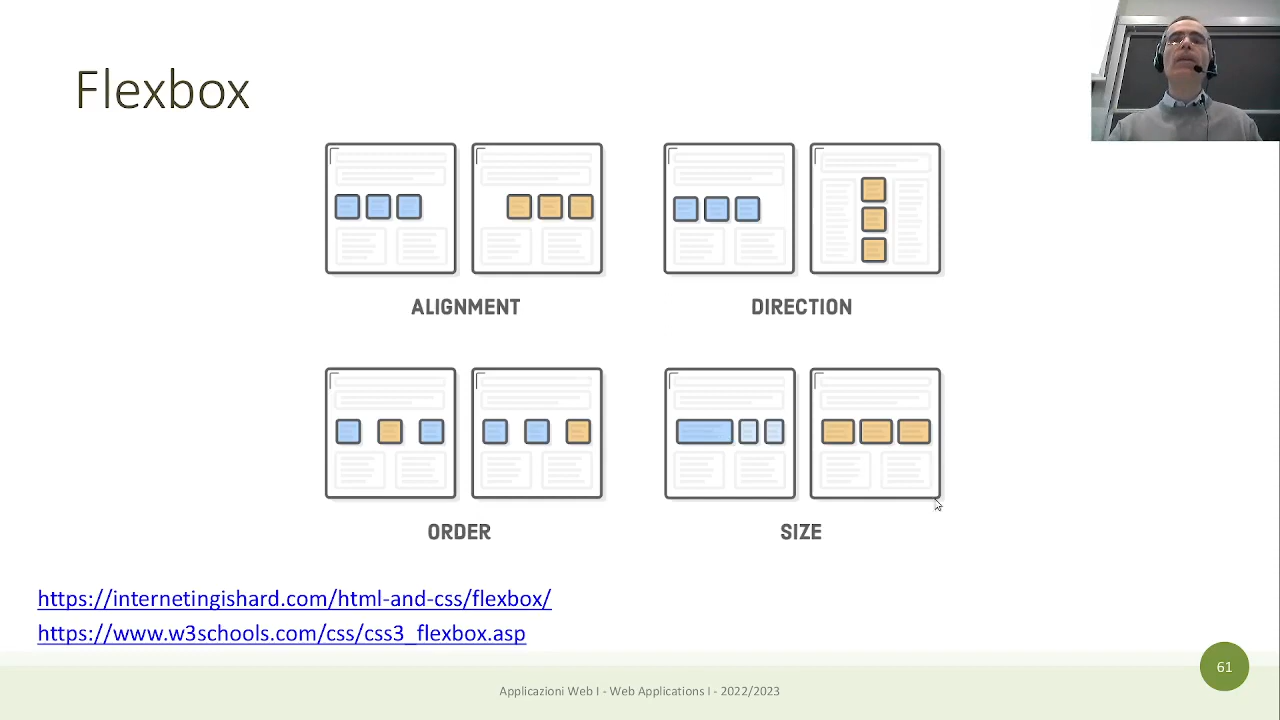 Flexbox
ALIGNMENT
DIRECTION
ORDER
SIZE
https://internetingishard.com/html-and-css/flexbox/
https://www.w3schools.com/css/css3_flexbox.asp
61
Applicazioni Web I - Web Applications I - 2022/2023